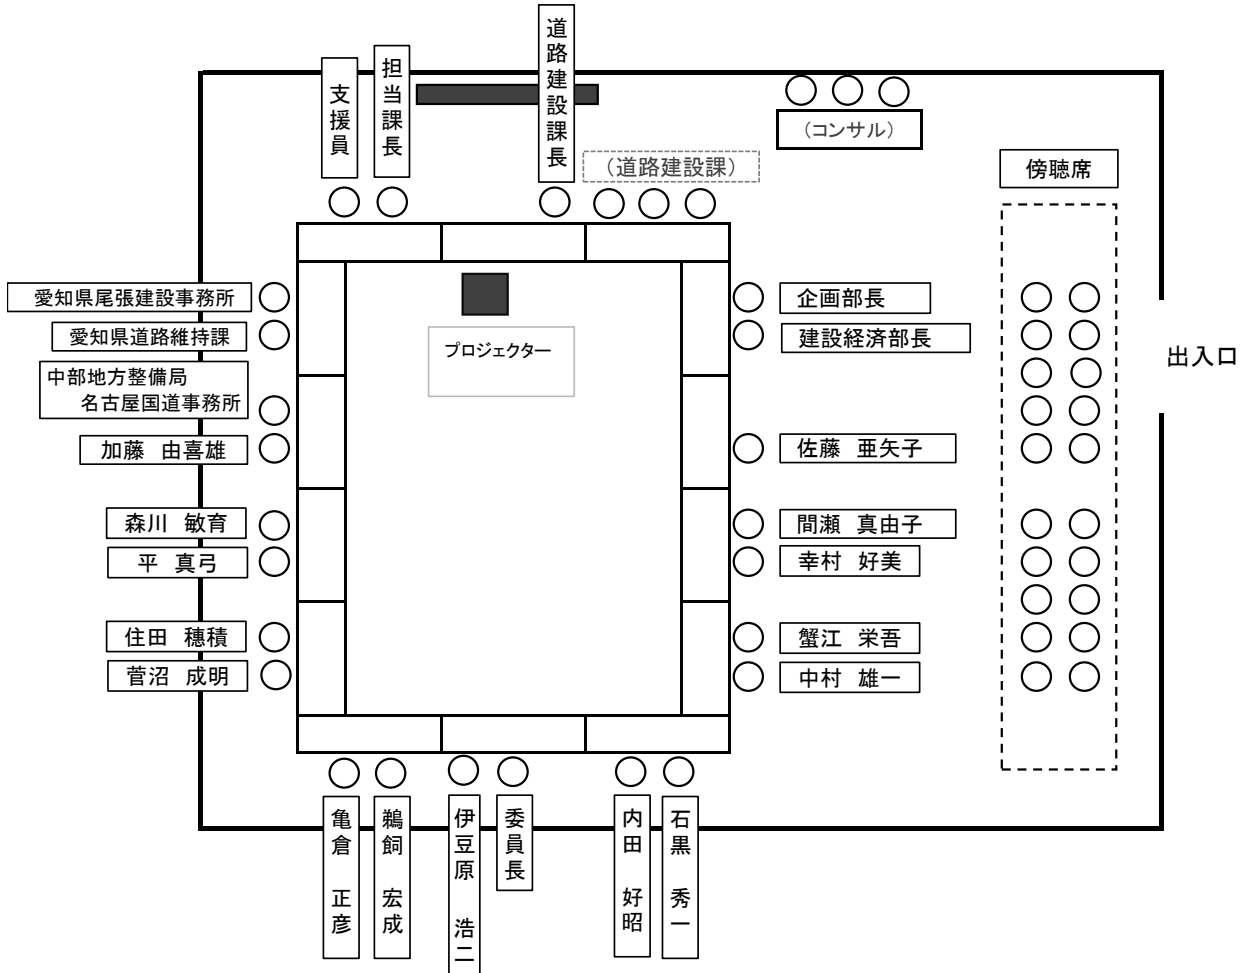 支援員
担当課長
道路建設課長
(コンサル)
(道路建設課)
傍聴席
愛知県尾張建設事務所
企画部長
愛知県道路維持課
建設経済部長
プロジェクター
出入口
中部地方整備局
名古屋国道事務所
加藤 由喜雄
佐藤 亜矢子
森川 敏育
間瀬 真由子
平 真弓
幸村 好美
住田 穂積
蟹江 栄吾
菅沼 成明
中村 雄一
亀倉 正彦
鵜飼 宏成
伊豆原 浩二
委員長
内田 好昭
石黒 秀一